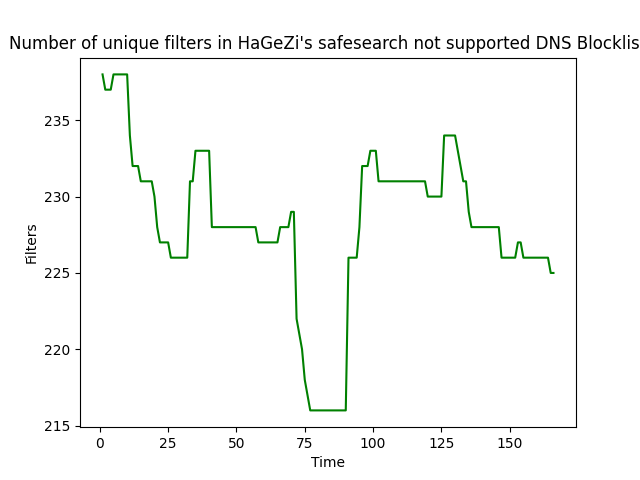 Number of unique filters in HaGeZi's safesearch not supported DNS Blocklis
235
230
225
220
215
Filters
0 25 50 75 100 125 150
Time